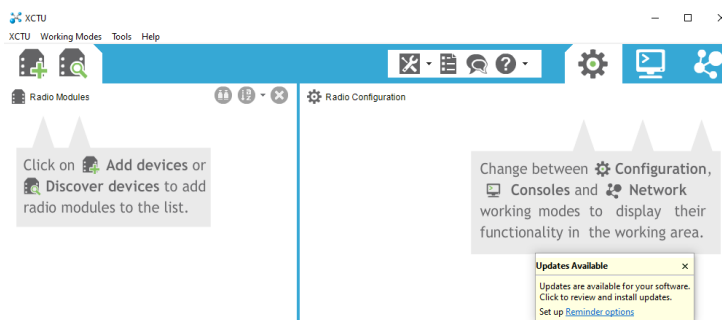 XCTU
XCTU Working Modes Tools Help
Radio Modules
Radio Configuration
Click on Add devices or
Discover devices to add
radio modules to the list.
Change between Configuration,
Consoles and Network
working modes to display their
functionality in the working area.
Updates Available
Updates are available for your software.
Click to review and install updates.
Set up Reminder options